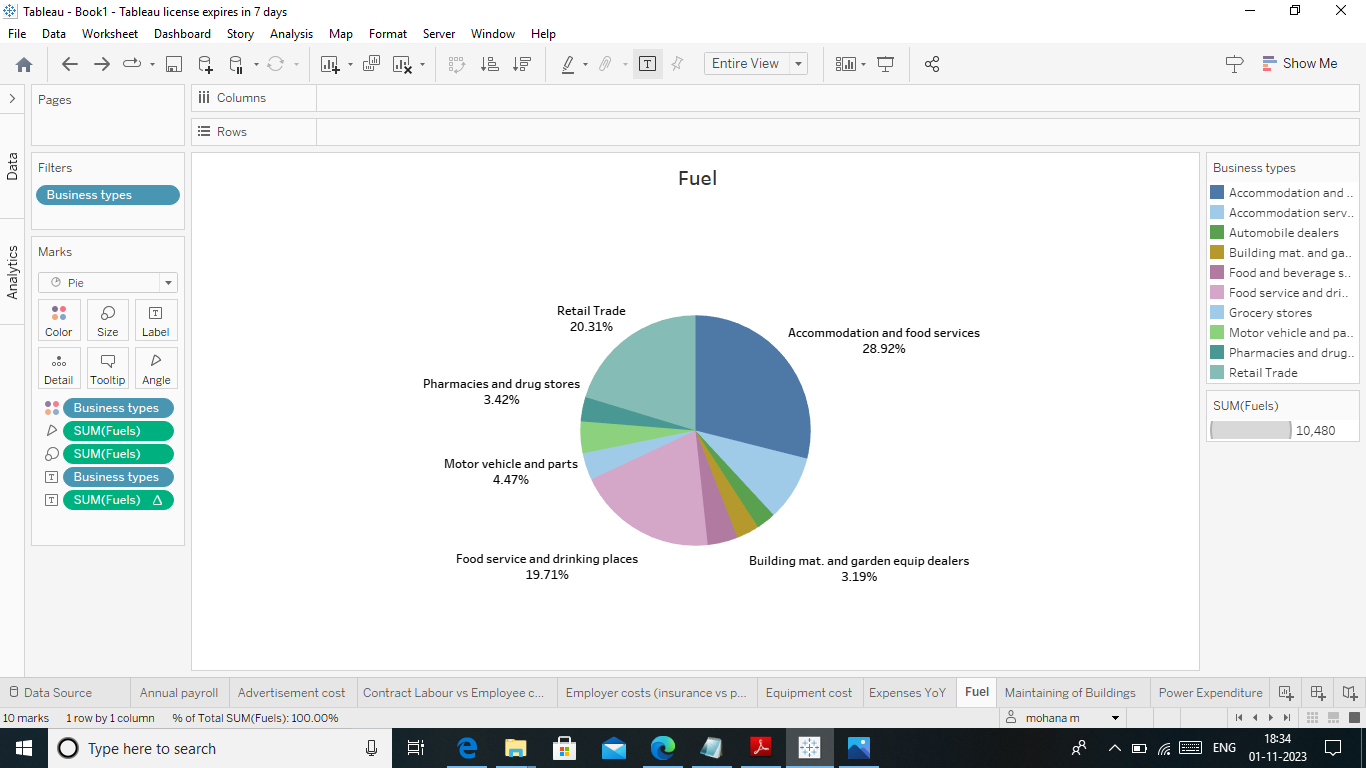 Tableau - Book1 - Tableau license expires in 7 days
File Data Worksheet Dashboard Story Analysis Map Format Server Window Help
Entire View
Show Me
Pages
Columns
Rows
Data
Analytics
Filters
Business types
Marks
Pie
Color Size Label
Detail Tooltip Angle
Business types
SUM(Fuels)
SUM(Fuels)
Business types
SUM(Fuels) Δ
Fuel
Retail Trade
20.31%
Accommodation and food services
28.92%
Pharmacies and drug stores
3.42%
Motor vehicle and parts
4.47%
Food service and drinking places
19.71%
Building mat. and garden equip dealers
3.19%
Business types
Accommodation and ..
Accommodation serv..
Automobile dealers
Building mat. and ga..
Food and beverage s..
Food service and dri..
Grocery stores
Motor vehicle and pa..
Pharmacies and drug..
Retail Trade
SUM(Fuels)
10,480
Data Source Annual payroll Advertisement cost Contract Labour vs Employee c... Employer costs (insurance vs p... Equipment cost Expenses YoY Fuel Maintaining of Buildings Power Expenditure
10 marks 1 row by 1 column % of Total SUM(Fuels): 100.00% mohana m
Type here to search
ENG
18:34
01-11-2023